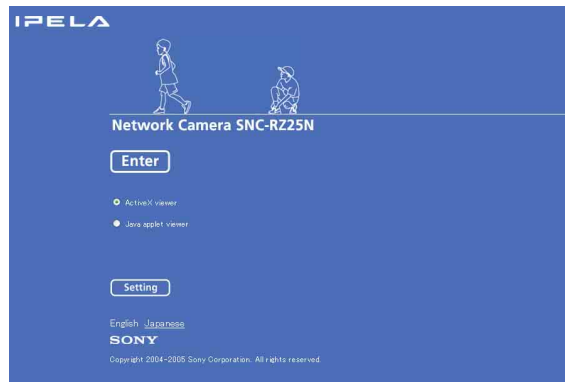 IPELA
Network Camera SNC-RZ25N
Enter
ActiveX viewer
Java applet viewer
Setting
English Japanese
SONY
Copyright 2004-2005 Sony Corporation. All rights reserved.